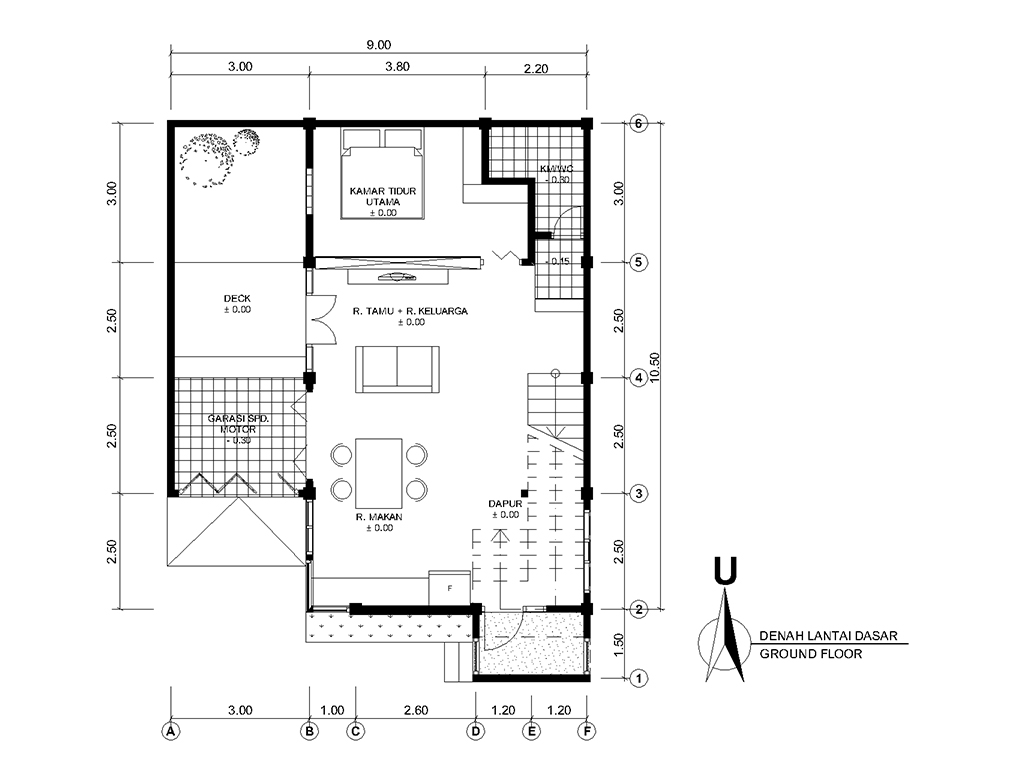 9.00
3.00
3.80
2.20
6
KM/WC
- 0.30
KAMAR TIDUR
UTAMA
± 0.00
3.00
3.00
5
- 0.15
DECK
± 0.00
R. TAMU + R. KELUARGA
± 0.00
2.50
2.50
10.50
4
GARASI SPD.
MOTOR
- 0.30
2.50
2.50
3
R. MAKAN
± 0.00
DAPUR
± 0.00
2.50
2.50
F
2
1.50
1
U
DENAH LANTAI DASAR
GROUND FLOOR
3.00
1.00
2.60
1.20
1.20
A
B
C
D
E
F